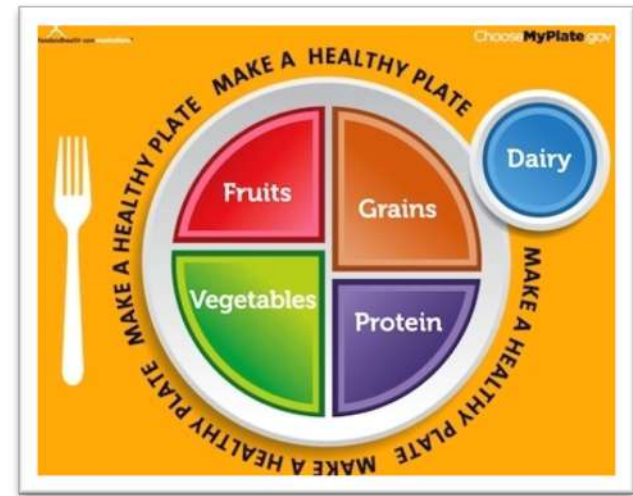 ChooseMyPlate.gov
MAKE A HEALTHY PLATE
MAKE A HEALTHY PLATE
MAKE A HEALTHY PLATE
MAKE A HEALTHY PLATE
Fruits
Grains
Dairy
Vegetables
Protein